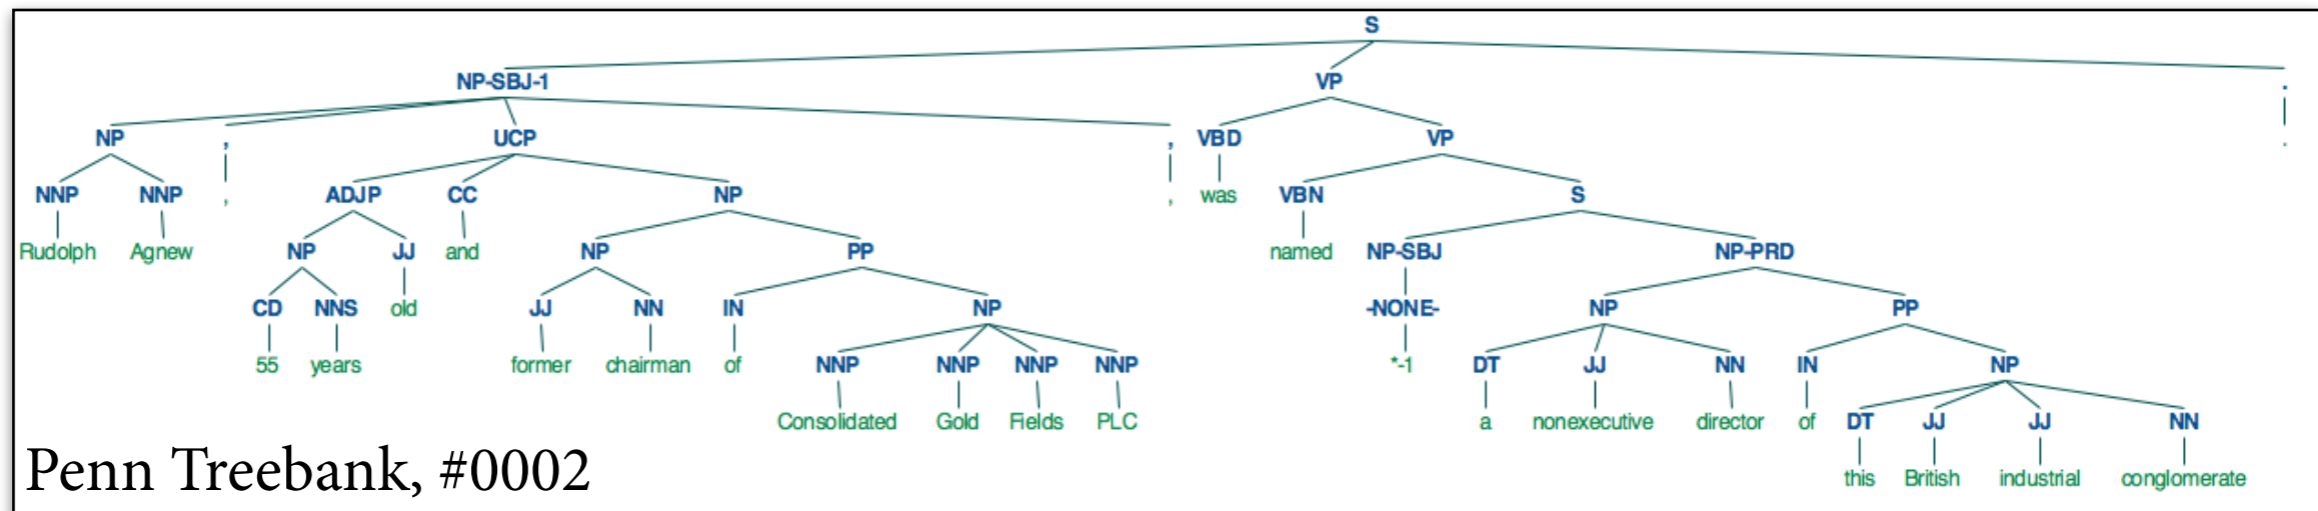 S
NP-SBJ-1 VP .
NP , UCP , VBD VP .
NNP NNP , ADJP CC NP , was VBN S
Rudolph Agnew NP JJ and NP PP named NP-SBJ NP-PRD
CD NNS old JJ NN IN NP -NONE- NP PP
55 years former chairman of NNP NNP NNP NNP *-1 DT JJ NN IN NP
Consolidated Gold Fields PLC a nonexecutive director of DT JJ JJ NN
Penn Treebank, #0002 this British industrial conglomerate